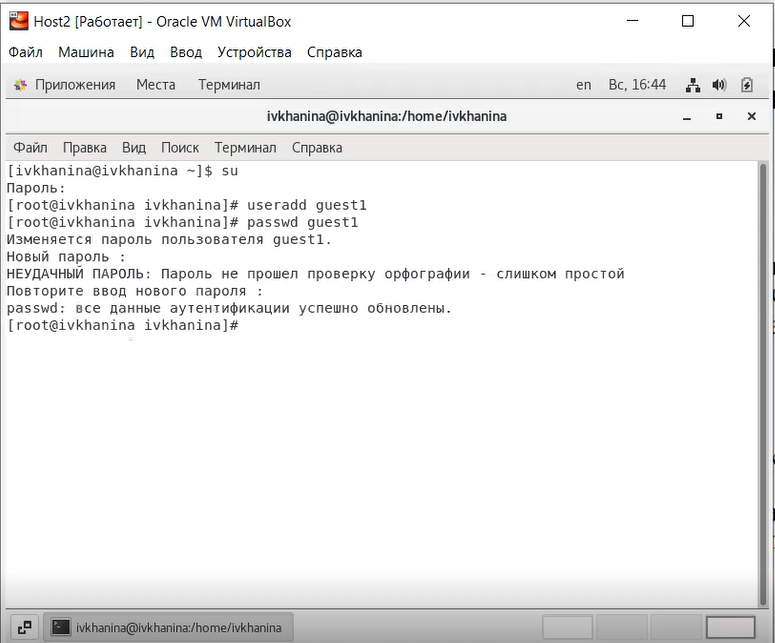 Host2 [Работает] - Oracle VM VirtualBox
Файл Машина Вид Ввод Устройства Справка
Приложения Места Терминал en Вс, 16:44
ivkhanina@ivkhanina:/home/ivkhanina
Файл Правка Вид Поиск Терминал Справка
[ivkhanina@ivkhanina ~]$ su
Пароль:
[root@ivkhanina ivkhanina]# useradd guest1
[root@ivkhanina ivkhanina]# passwd guest1
Изменяется пароль пользователя guest1.
Новый пароль :
НЕУДАЧНЫЙ ПАРОЛЬ: Пароль не прошел проверку орфографии - слишком простой
Повторите ввод нового пароля :
passwd: все данные аутентификации успешно обновлены.
[root@ivkhanina ivkhanina]#
ivkhanina@ivkhanina:/home/ivkhanina